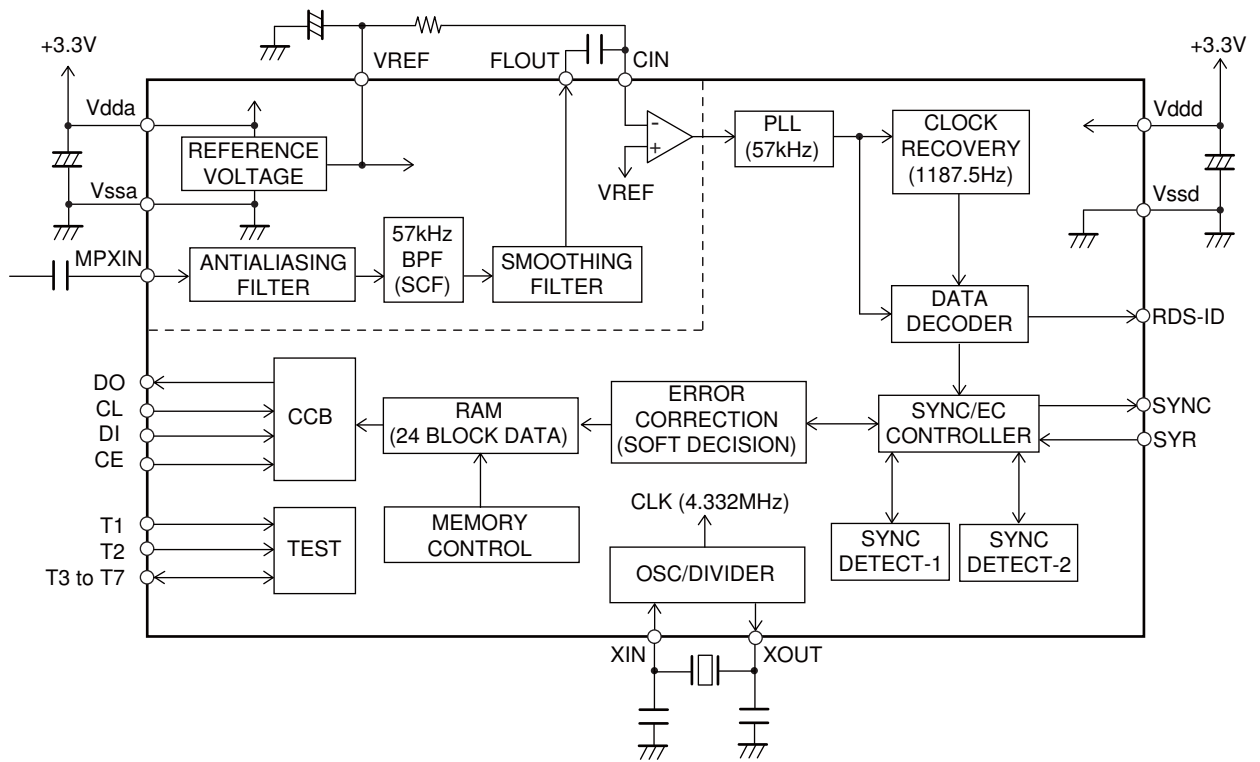 +3.3V
VREF
FLOUT
CIN
+3.3V
Vdda
REFERENCE
VOLTAGE
Vssa
-
+
VREF
PLL
(57kHz)
CLOCK
RECOVERY
(1187.5Hz)
Vddd
Vssd
MPXIN
ANTIALIASING
FILTER
57kHz
BPF
(SCF)
SMOOTHING
FILTER
DATA
DECODER
RDS-ID
DO
CL
DI
CE
CCB
RAM
(24 BLOCK DATA)
ERROR
CORRECTION
(SOFT DECISION)
SYNC/EC
CONTROLLER
SYNC
SYR
T1
T2
T3 to T7
TEST
MEMORY
CONTROL
CLK (4.332MHz)
OSC/DIVIDER
SYNC
DETECT-1
SYNC
DETECT-2
XIN
XOUT